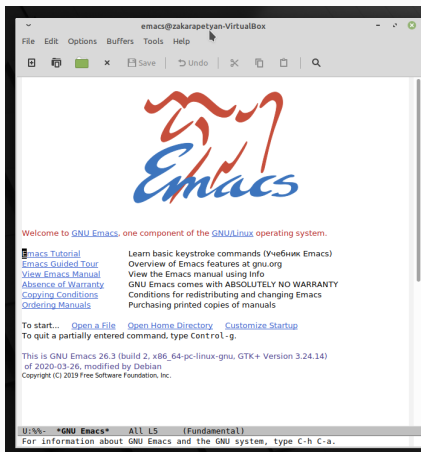 emacs@zakarapetyan-VirtualBox
File Edit Options Buffers Tools Help
Save Undo
Emacs
Welcome to GNU Emacs, one component of the GNU/Linux operating system.
Emacs Tutorial Learn basic keystroke commands (Учебник Emacs)
Emacs Guided Tour Overview of Emacs features at gnu.org
View Emacs Manual View the Emacs manual using Info
Absence of Warranty GNU Emacs comes with ABSOLUTELY NO WARRANTY
Copying Conditions Conditions for redistributing and changing Emacs
Ordering Manuals Purchasing printed copies of manuals
To start... Open a File Open Home Directory Customize Startup
To quit a partially entered command, type Control-g.
This is GNU Emacs 26.3 (build 2, x86_64-pc-linux-gnu, GTK+ Version 3.24.14)
of 2020-03-26, modified by Debian
Copyright (C) 2019 Free Software Foundation, Inc.
U:%%- *GNU Emacs* All L5 (Fundamental)
For information about GNU Emacs and the GNU system, type C-h C-a.